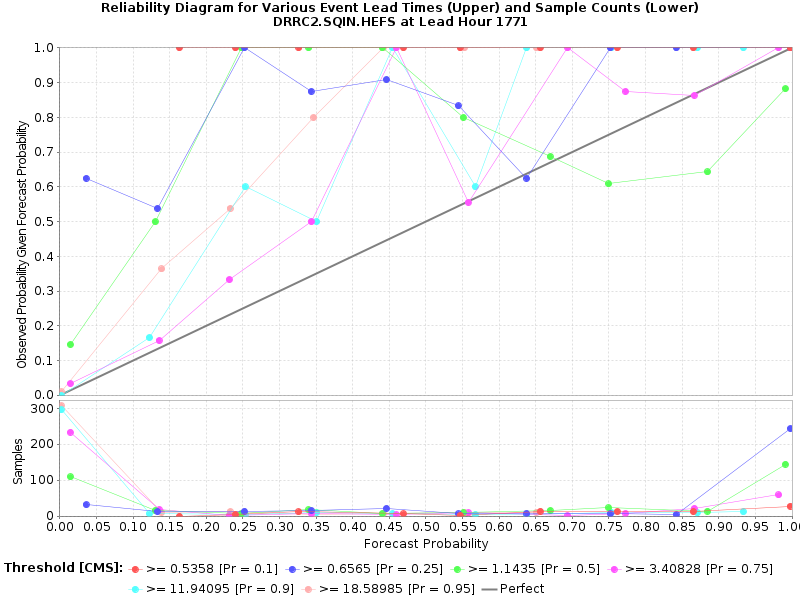 Reliability Diagram for Various Event Lead Times (Upper) and Sample Counts (Lower)
DRRC2.SQIN.HEFS at Lead Hour 1771
Observed Probability Given Forecast Probability
1.0
0.9
0.8
0.7
0.6
0.5
0.4
0.3
0.2
0.1
0.0
Samples
300
200
100
0
0.00 0.05 0.10 0.15 0.20 0.25 0.30 0.35 0.40 0.45 0.50 0.55 0.60 0.65 0.70 0.75 0.80 0.85 0.90 0.95 1.0
Forecast Probability
Threshold [CMS]: >= 0.5358 [Pr = 0.1] >= 0.6565 [Pr = 0.25] >= 1.1435 [Pr = 0.5] >= 3.40828 [Pr = 0.75]
>= 11.94095 [Pr = 0.9] >= 18.58985 [Pr = 0.95] Perfect